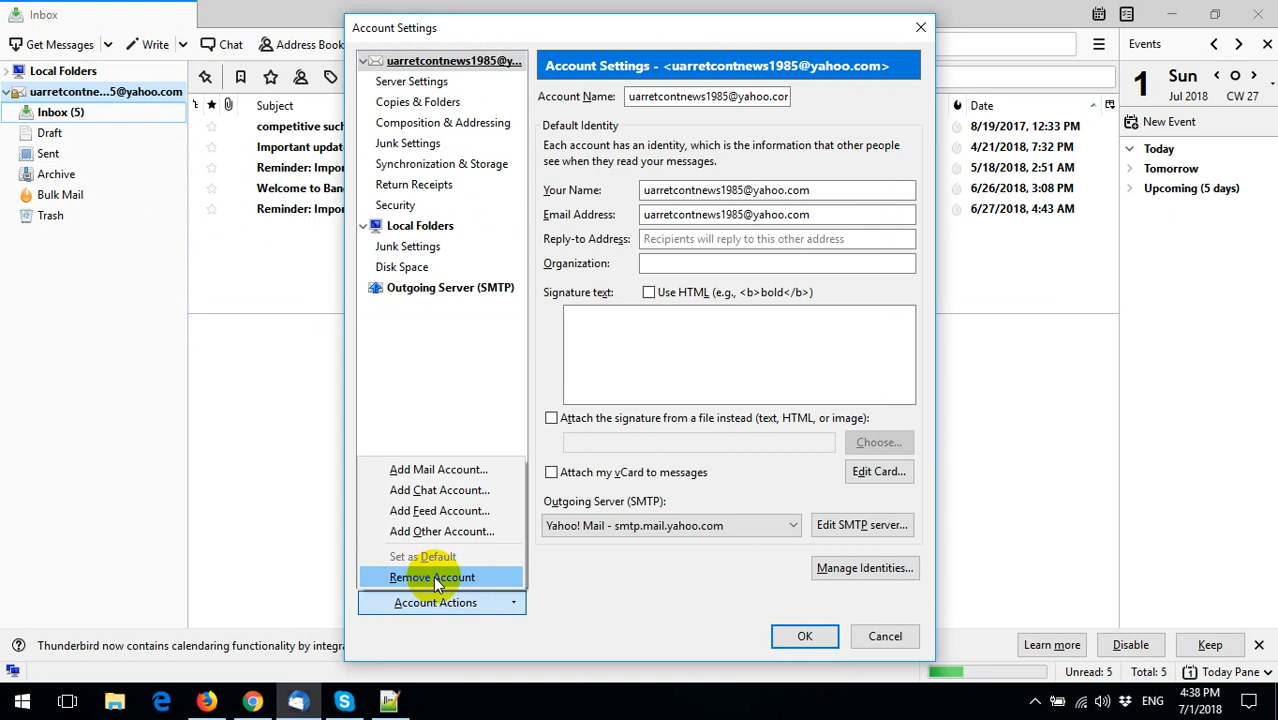 Inbox
Get Messages
Write
Chat
Address Book
Local Folders
uarretcontne...5@yahoo.com
Inbox (5)
Draft
Sent
Archive
Bulk Mail
Trash
Subject
competitive suc
Important updat
Reminder: Impor
Welcome to Band
Reminder: Impor
Account Settings
uarretcontnews1985@y...
Server Settings
Copies & Folders
Composition & Addressing
Junk Settings
Synchronization & Storage
Return Receipts
Security
Local Folders
Junk Settings
Disk Space
Outgoing Server (SMTP)
Add Mail Account...
Add Chat Account...
Add Feed Account...
Add Other Account...
Set as Default
Remove Account
Account Actions
Account Settings - <uarretcontnews1985@yahoo.com>
Account Name: uarretcontnews1985@yahoo.cor
Default Identity
Each account has an identity, which is the information that other people
see when they read your messages.
Your Name: uarretcontnews1985@yahoo.com
Email Address: uarretcontnews1985@yahoo.com
Reply-to Address: Recipients will reply to this other address
Organization:
Signature text: Use HTML (e.g., <b>bold</b>)
Attach the signature from a file instead (text, HTML, or image):
Choose...
Attach my vCard to messages
Edit Card...
Outgoing Server (SMTP)
Yahoo! Mail - smtp.mail.yahoo.com
Edit SMTP server...
Manage Identities...
OK
Cancel
Date
8/19/2017, 12:33 PM
4/21/2018, 7:32 PM
5/18/2018, 2:51 AM
6/26/2018, 3:08 PM
6/27/2018, 4:43 AM
Events
1
Sun
Jul 2018
CW 27
New Event
Today
Tomorrow
Upcoming (5 days)
Thunderbird now contains calendaring functionality by integra
Learn more
Disable
Keep
Unread: 5
Total: 5
1 Today Pane
ENG
4:38 PM
7/1/2018